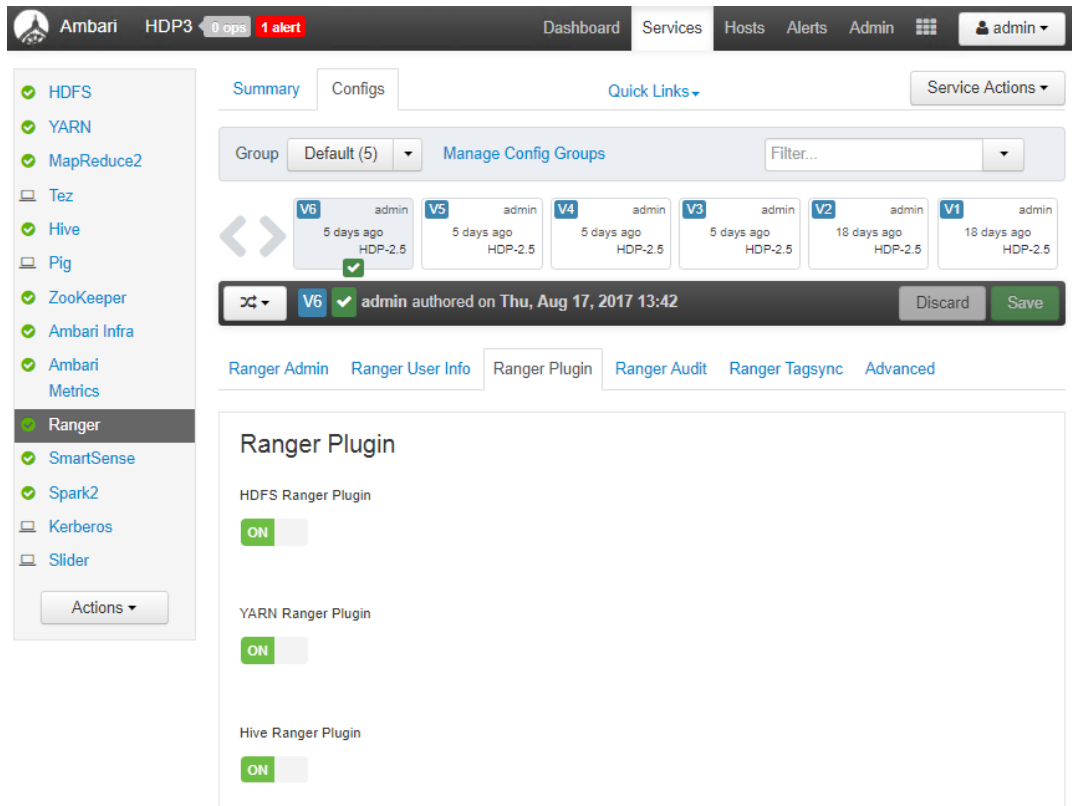 Ambari HDP3 0 ops 1 alert Dashboard Services Hosts Alerts Admin admin
HDFS
YARN
MapReduce2
Tez
Hive
Pig
ZooKeeper
Ambari Infra
Ambari
Metrics
Ranger
SmartSense
Spark2
Kerberos
Slider
Actions
Summary Configs Quick Links Service Actions
Group Default (5) Manage Config Groups Filter...
V6 admin
5 days ago
HDP-2.5
V5 admin
5 days ago
HDP-2.5
V4 admin
5 days ago
HDP-2.5
V3 admin
5 days ago
HDP-2.5
V2 admin
18 days ago
HDP-2.5
V1 admin
18 days ago
HDP-2.5
V6 admin authored on Thu, Aug 17, 2017 13:42 Discard Save
Ranger Admin Ranger User Info Ranger Plugin Ranger Audit Ranger Tagsync Advanced
Ranger Plugin
HDFS Ranger Plugin
ON
YARN Ranger Plugin
ON
Hive Ranger Plugin
ON